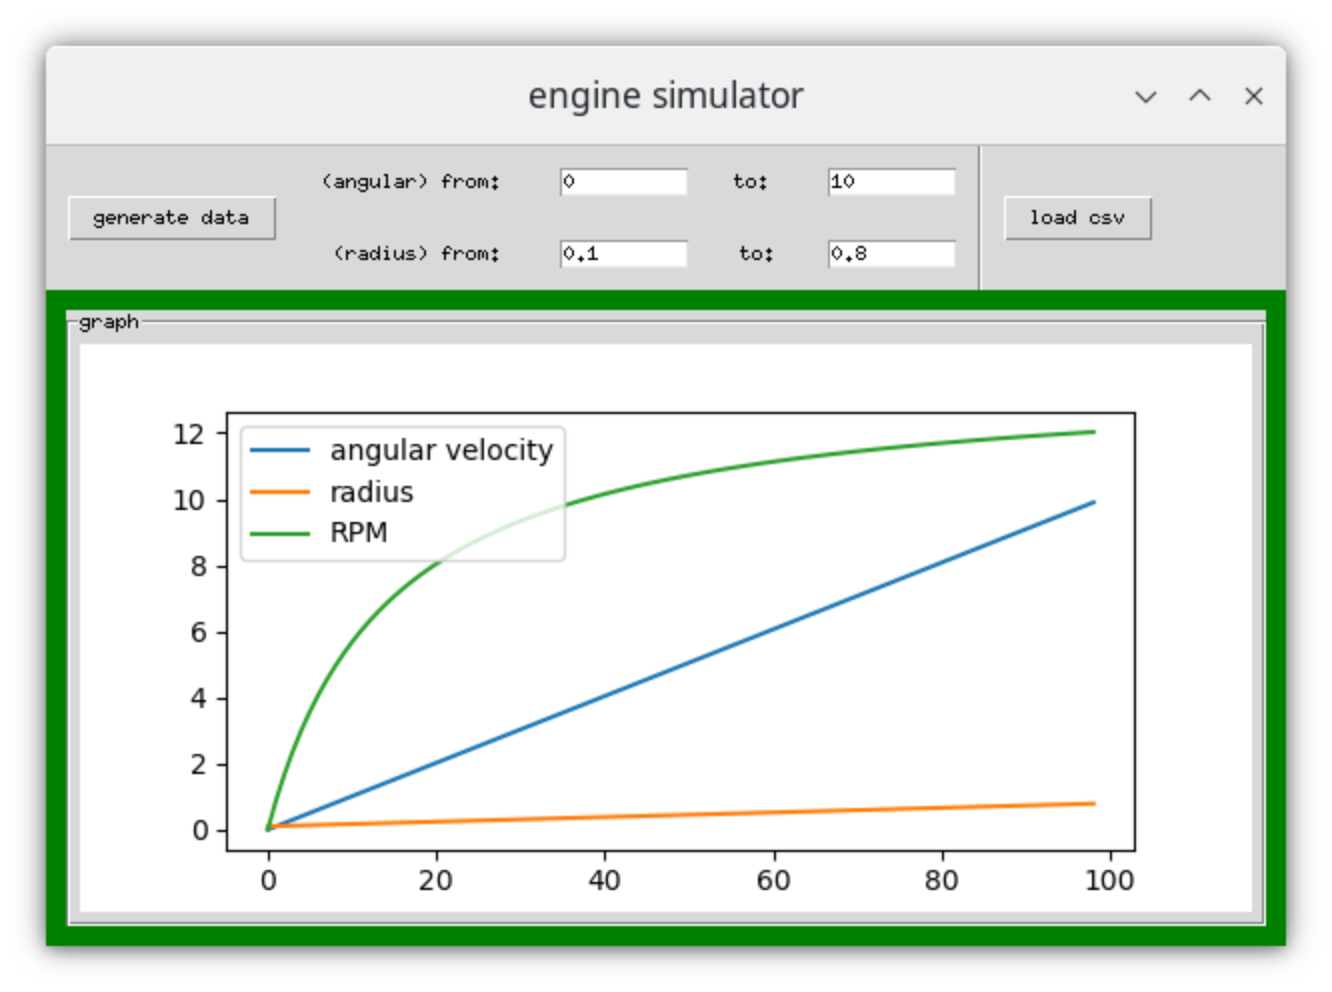 engine simulator
(angular) from: 0 to: 10
generate data load csv
(radius) from: 0.1 to: 0.8
graph
12
10
8
6
4
2
0
angular velocity
radius
RPM
0 20 40 60 80 100